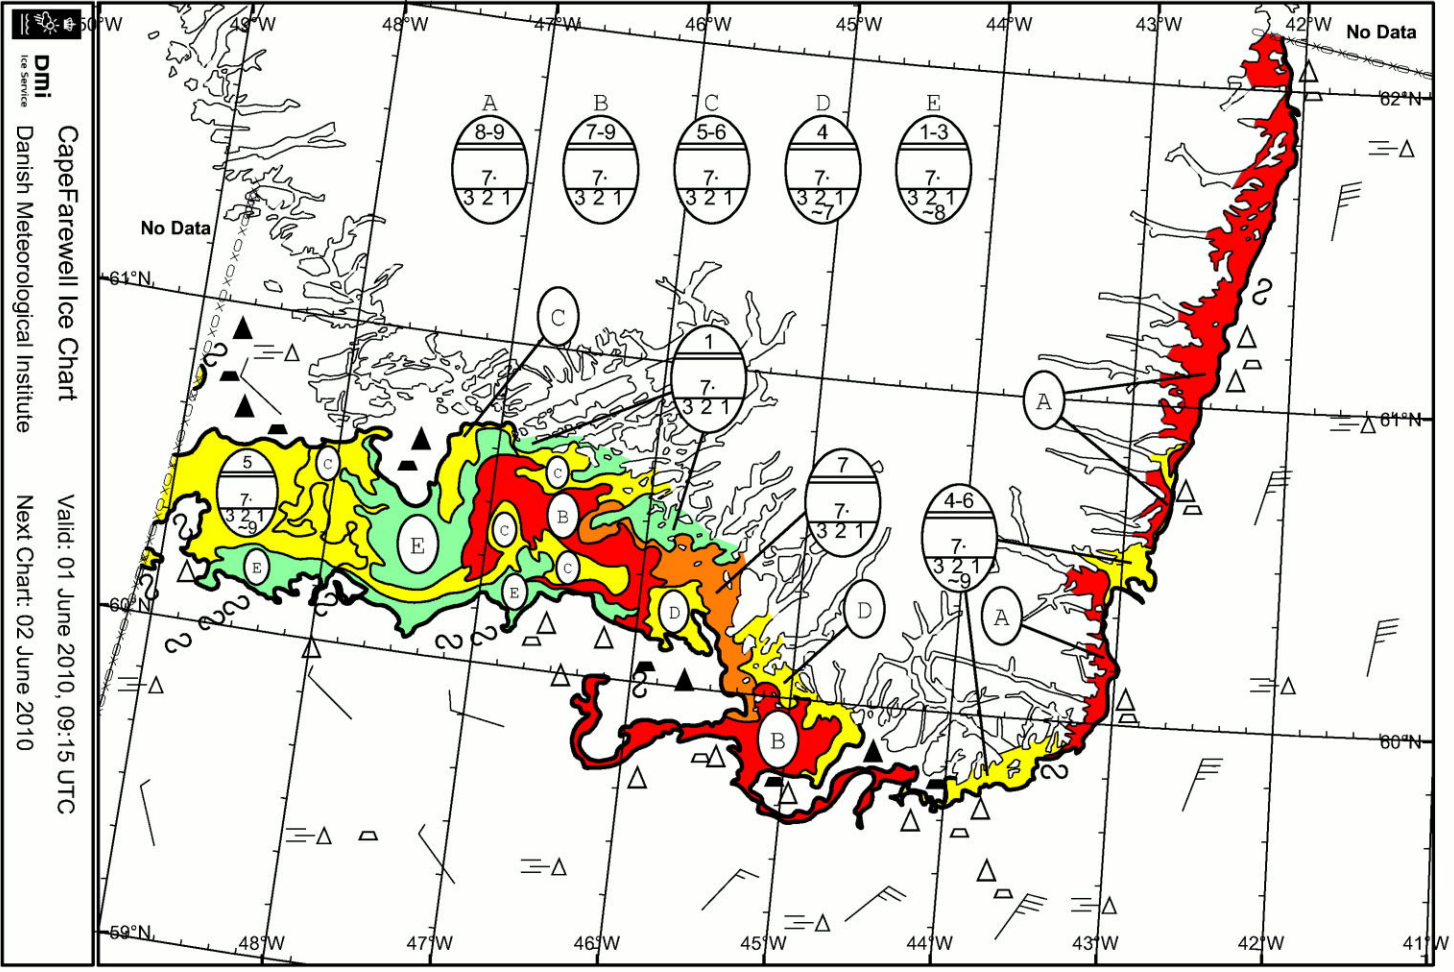 Dmi
Ice Service
CapeFarewell Ice Chart
Danish Meteorological Institute
Valid: 01 June 2010, 09:15 UTC
Next Chart: 02 June 2010
50°W 49°W 48°W 47°W 46°W 45°W 44°W 43°W 42°W
No Data
62°N
A B C D E
8-9 7-9 5-6 4 1-3
7· 7· 7· 7· 7·
3 2 1 3 2 1 3 2 1 3 2 1 3 2 1
~7 ~8
No Data
61°N
C
1
7·
3 2 1
A
61°N
5
7·
3 2 1
~9
C
C
7
7·
3 2 1
4-6
7·
3 2 1
~9
B
C
E
E
C
E
D
D
A
60°N
B
60°N
59°N
48°W 47°W 46°W 45°W 44°W 43°W 42°W 41°W